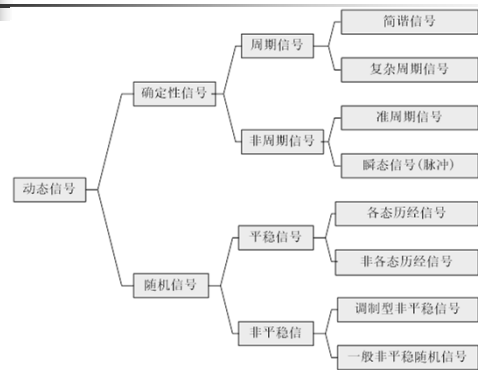 简谐信号
周期信号
复杂周期信号
确定性信号
准周期信号
非周期信号
瞬态信号(脉冲)
动态信号
各态历经信号
平稳信号
非各态历经信号
随机信号
调制型非平稳信号
非平稳信
一般非平稳随机信号